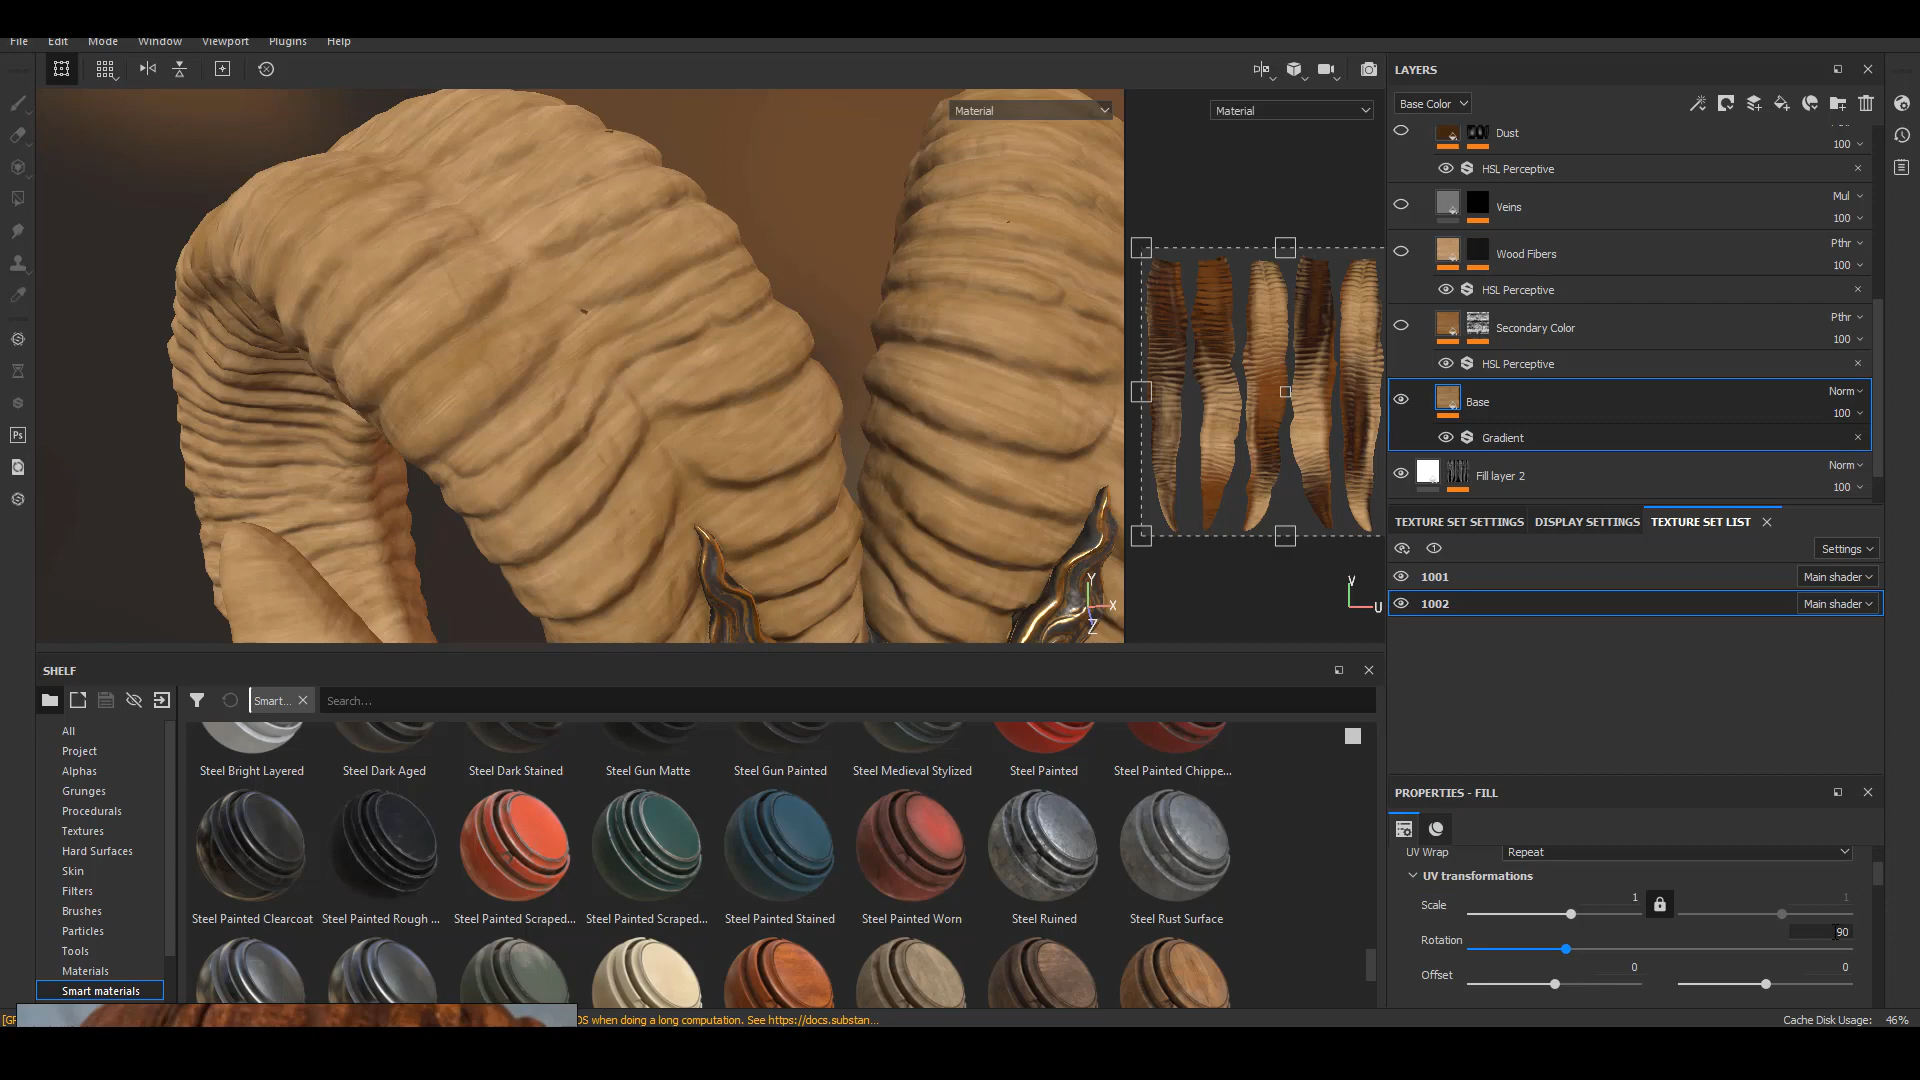 File Edit Mode Window Viewport Plugins Help
Material
Material
Y
X
Z
V
U
LAYERS
Base Color
Dust
100
HSL Perceptive
Veins
Mul
100
Wood Fibers
Pthr
100
HSL Perceptive
Secondary Color
Pthr
100
HSL Perceptive
Base
Norm
100
Gradient
Fill layer 2
Norm
100
TEXTURE SET SETTINGS DISPLAY SETTINGS TEXTURE SET LIST
Settings
1001 Main shader
1002 Main shader
SHELF
Smart...
Search...
All
Project
Alphas
Grunges
Procedurals
Textures
Hard Surfaces
Skin
Filters
Brushes
Particles
Tools
Materials
Smart materials
Steel Bright Layered Steel Dark Aged Steel Dark Stained Steel Gun Matte Steel Gun Painted Steel Medieval Stylized Steel Painted Steel Painted Chippe...
Steel Painted Clearcoat Steel Painted Rough ... Steel Painted Scraped... Steel Painted Scraped... Steel Painted Stained Steel Painted Worn Steel Ruined Steel Rust Surface
PROPERTIES - FILL
UV Wrap Repeat
UV transformations
Scale 1 1
Rotation 90
Offset 0 0
Ps
when doing a long computation. See https://docs.substan...
Cache Disk Usage: 46%